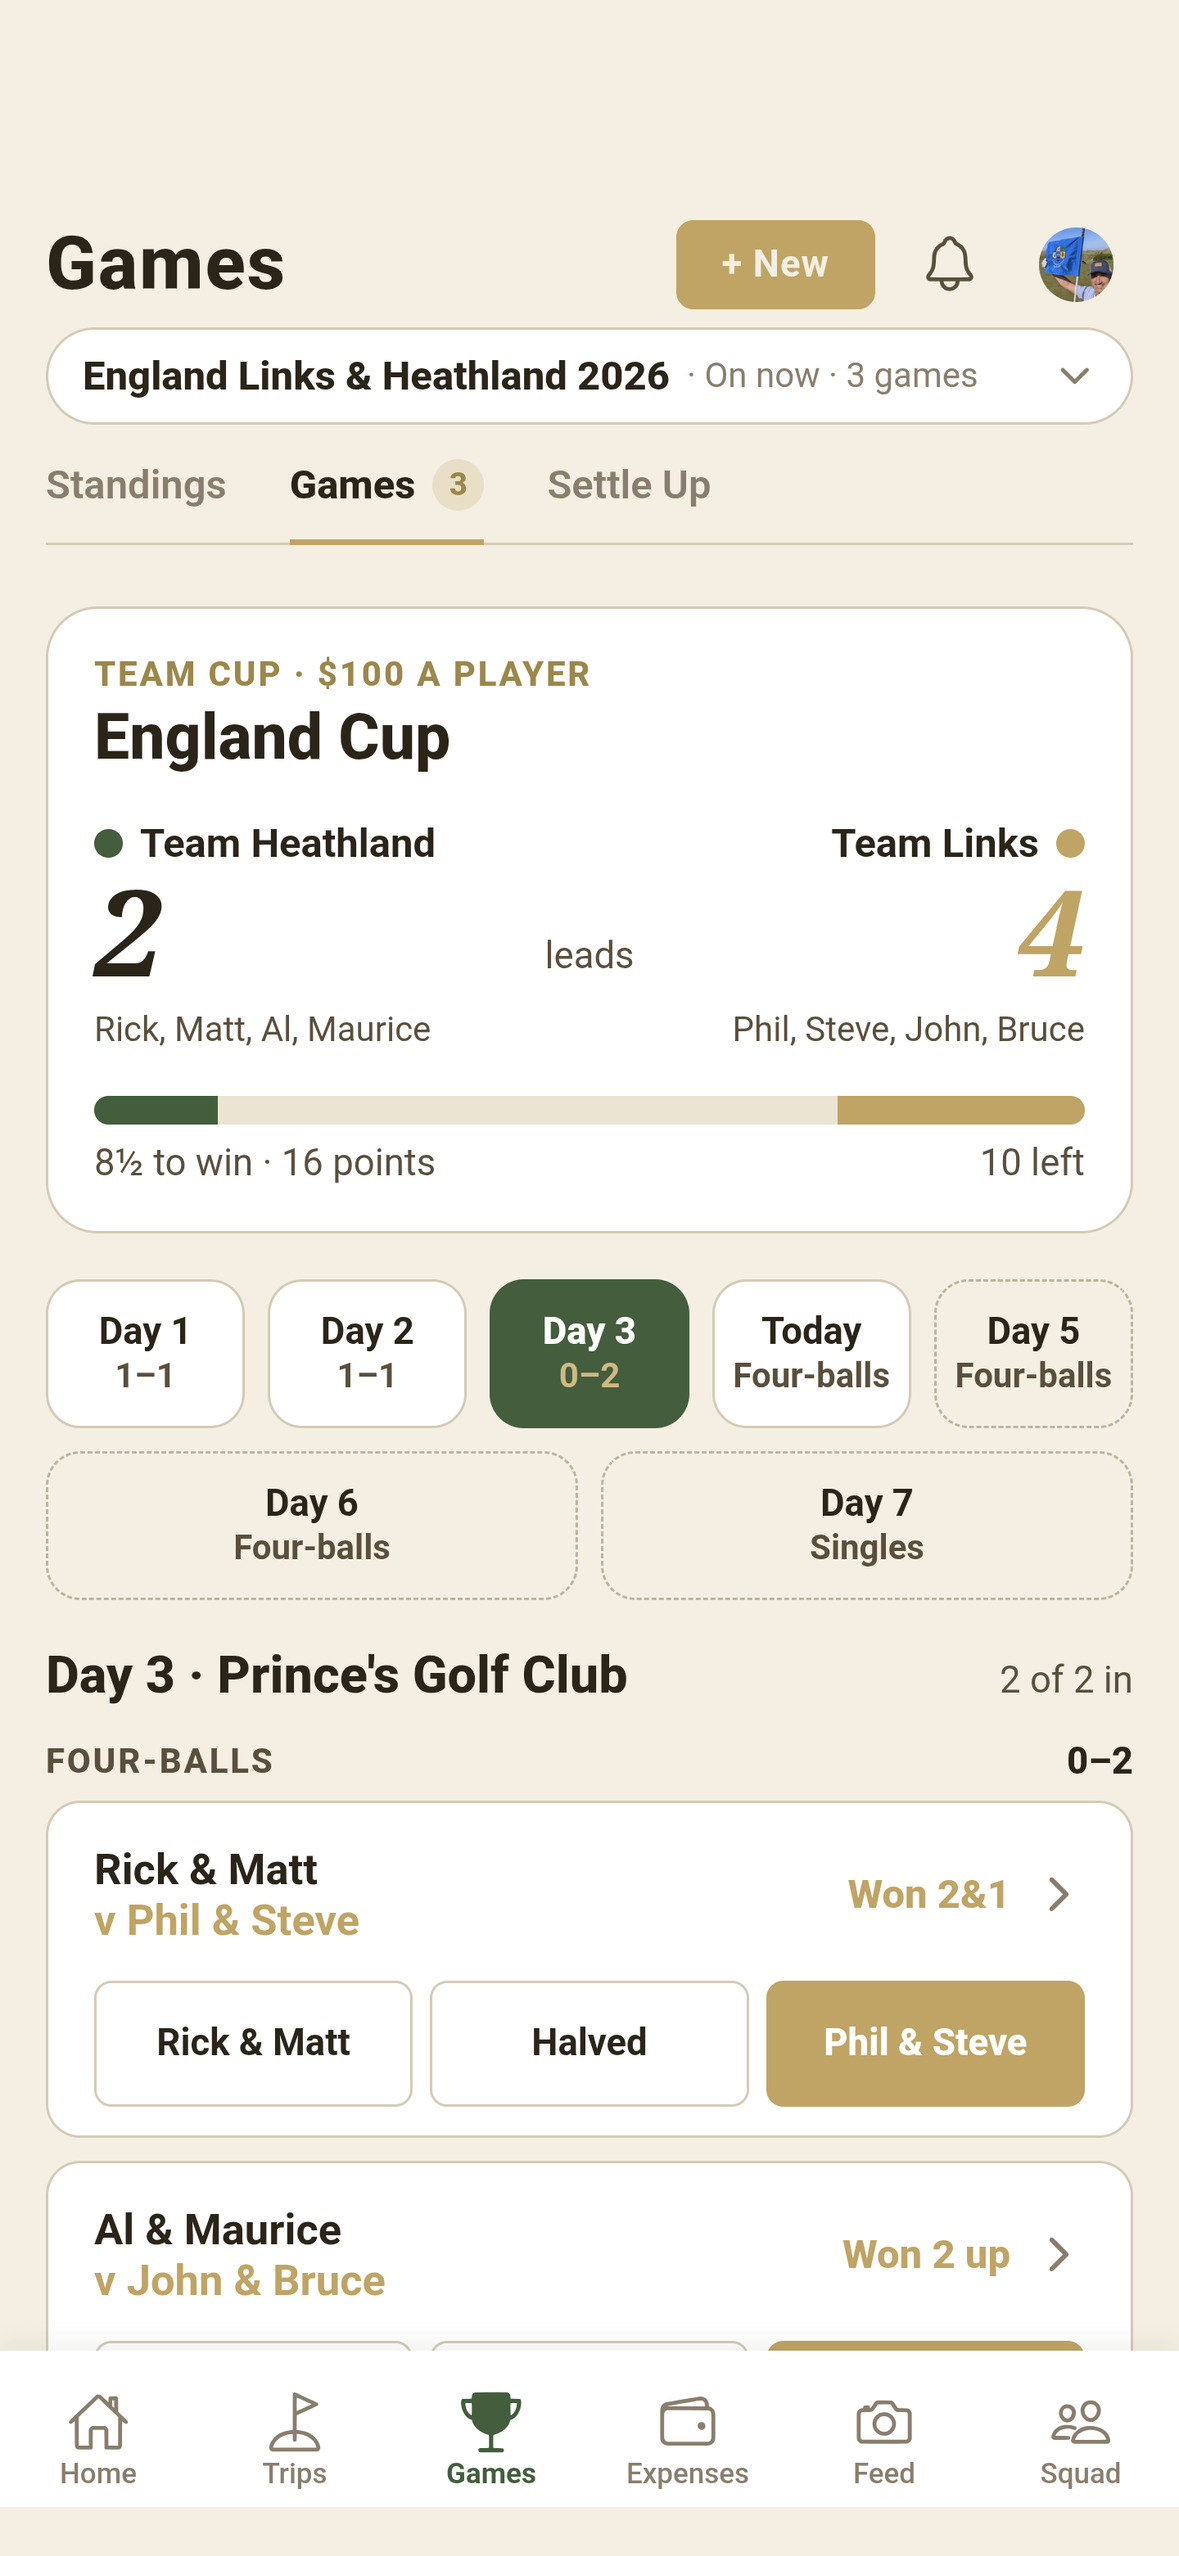 Games
+ New
England Links & Heathland 2026 · On now · 3 games
Standings Games 3 Settle Up
TEAM CUP · $100 A PLAYER
England Cup
Team Heathland Team Links
2 leads 4
Rick, Matt, Al, Maurice Phil, Steve, John, Bruce
8½ to win · 16 points 10 left
Day 1 Day 2 Day 3 Today Day 5
1–1 1–1 0–2 Four-balls Four-balls
Day 6 Day 7
Four-balls Singles
Day 3 · Prince's Golf Club 2 of 2 in
FOUR-BALLS 0–2
Rick & Matt
v Phil & Steve
Won 2&1
Rick & Matt Halved Phil & Steve
Al & Maurice
v John & Bruce
Won 2 up
Home Trips Games Expenses Feed Squad